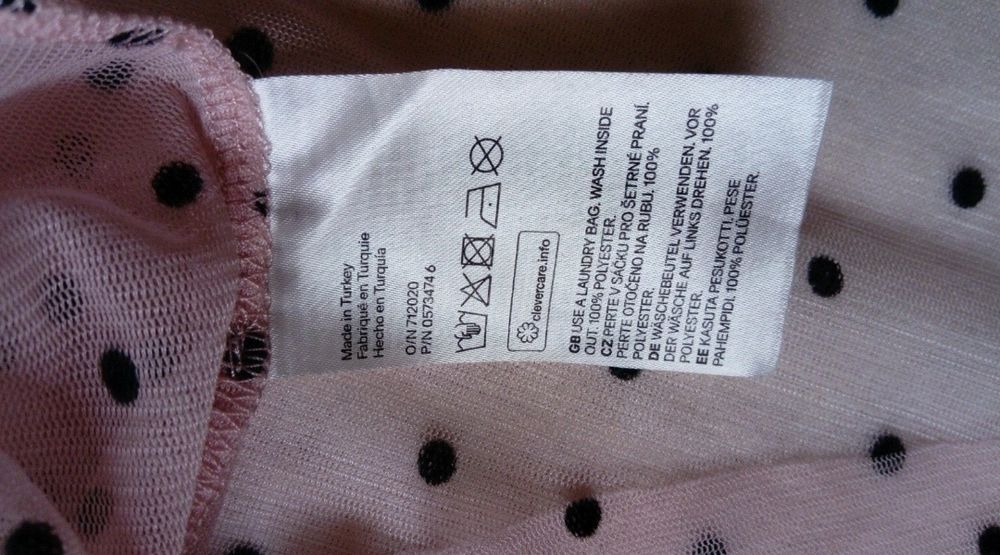 Made in Turkey
Fabriqué en Turquie
Hecho en Turquía
O/N 712020
P/N 0573474 6
clevercare.info
GB USE A LAUNDRY BAG. WASH INSIDE
OUT. 100% POLYESTER.
CZ PERTE V SÁČKU PRO ŠETRNÉ PRANÍ.
PERTE OTOČENO NA RUBU. 100%
POLYESTER.
DE WÄSCHEBEUTEL VERWENDEN. VOR
DER WÄSCHE AUF LINKS DREHEN. 100%
POLYESTER.
EE KASUTA PESUKOTTI. PESE
PAHEMPIDI. 100% POLÜESTER.